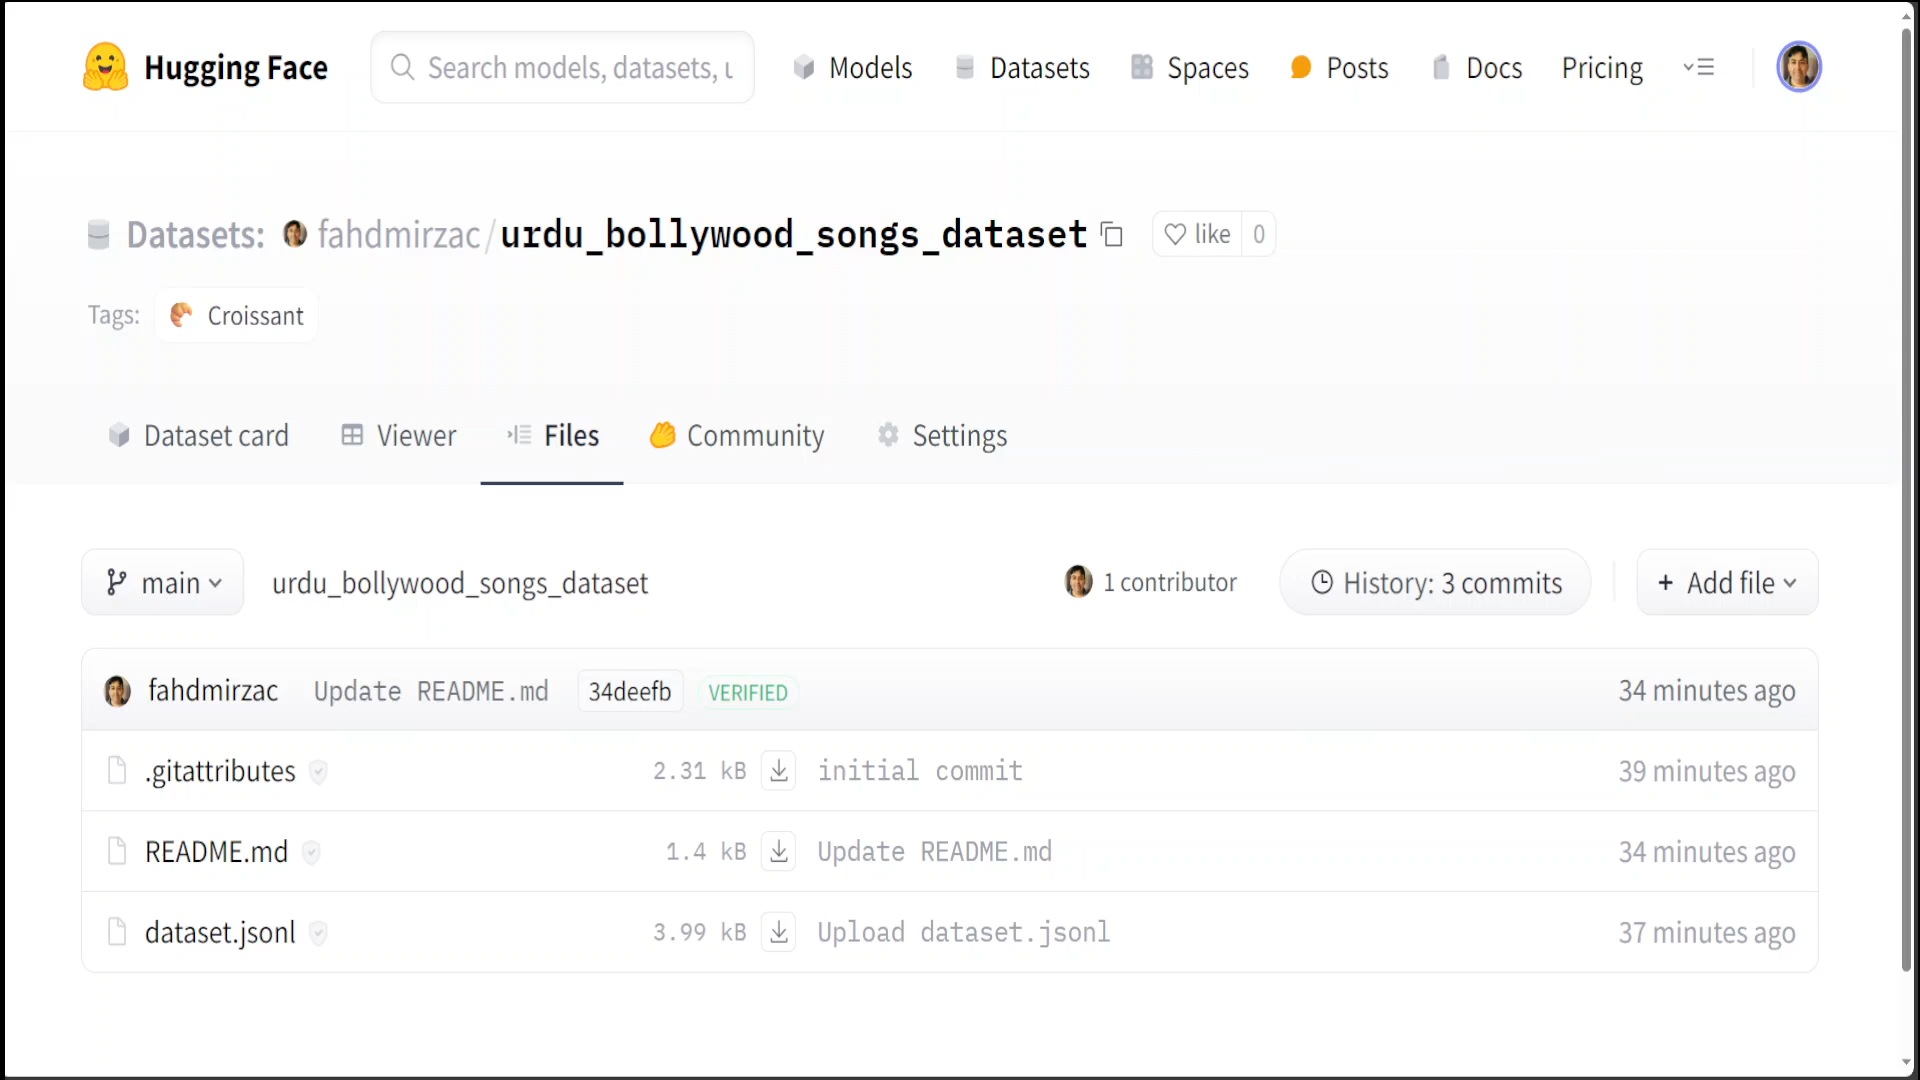 Hugging Face Search models, datasets, u Models Datasets Spaces Posts Docs Pricing
Datasets: fahdmirzac/urdu_bollywood_songs_dataset like 0
Tags: Croissant
Dataset card Viewer Files Community Settings
main urdu_bollywood_songs_dataset 1 contributor History: 3 commits + Add file
fahdmirzac Update README.md 34deefb VERIFIED 34 minutes ago
.gitattributes 2.31 kB initial commit 39 minutes ago
README.md 1.4 kB Update README.md 34 minutes ago
dataset.jsonl 3.99 kB Upload dataset.jsonl 37 minutes ago